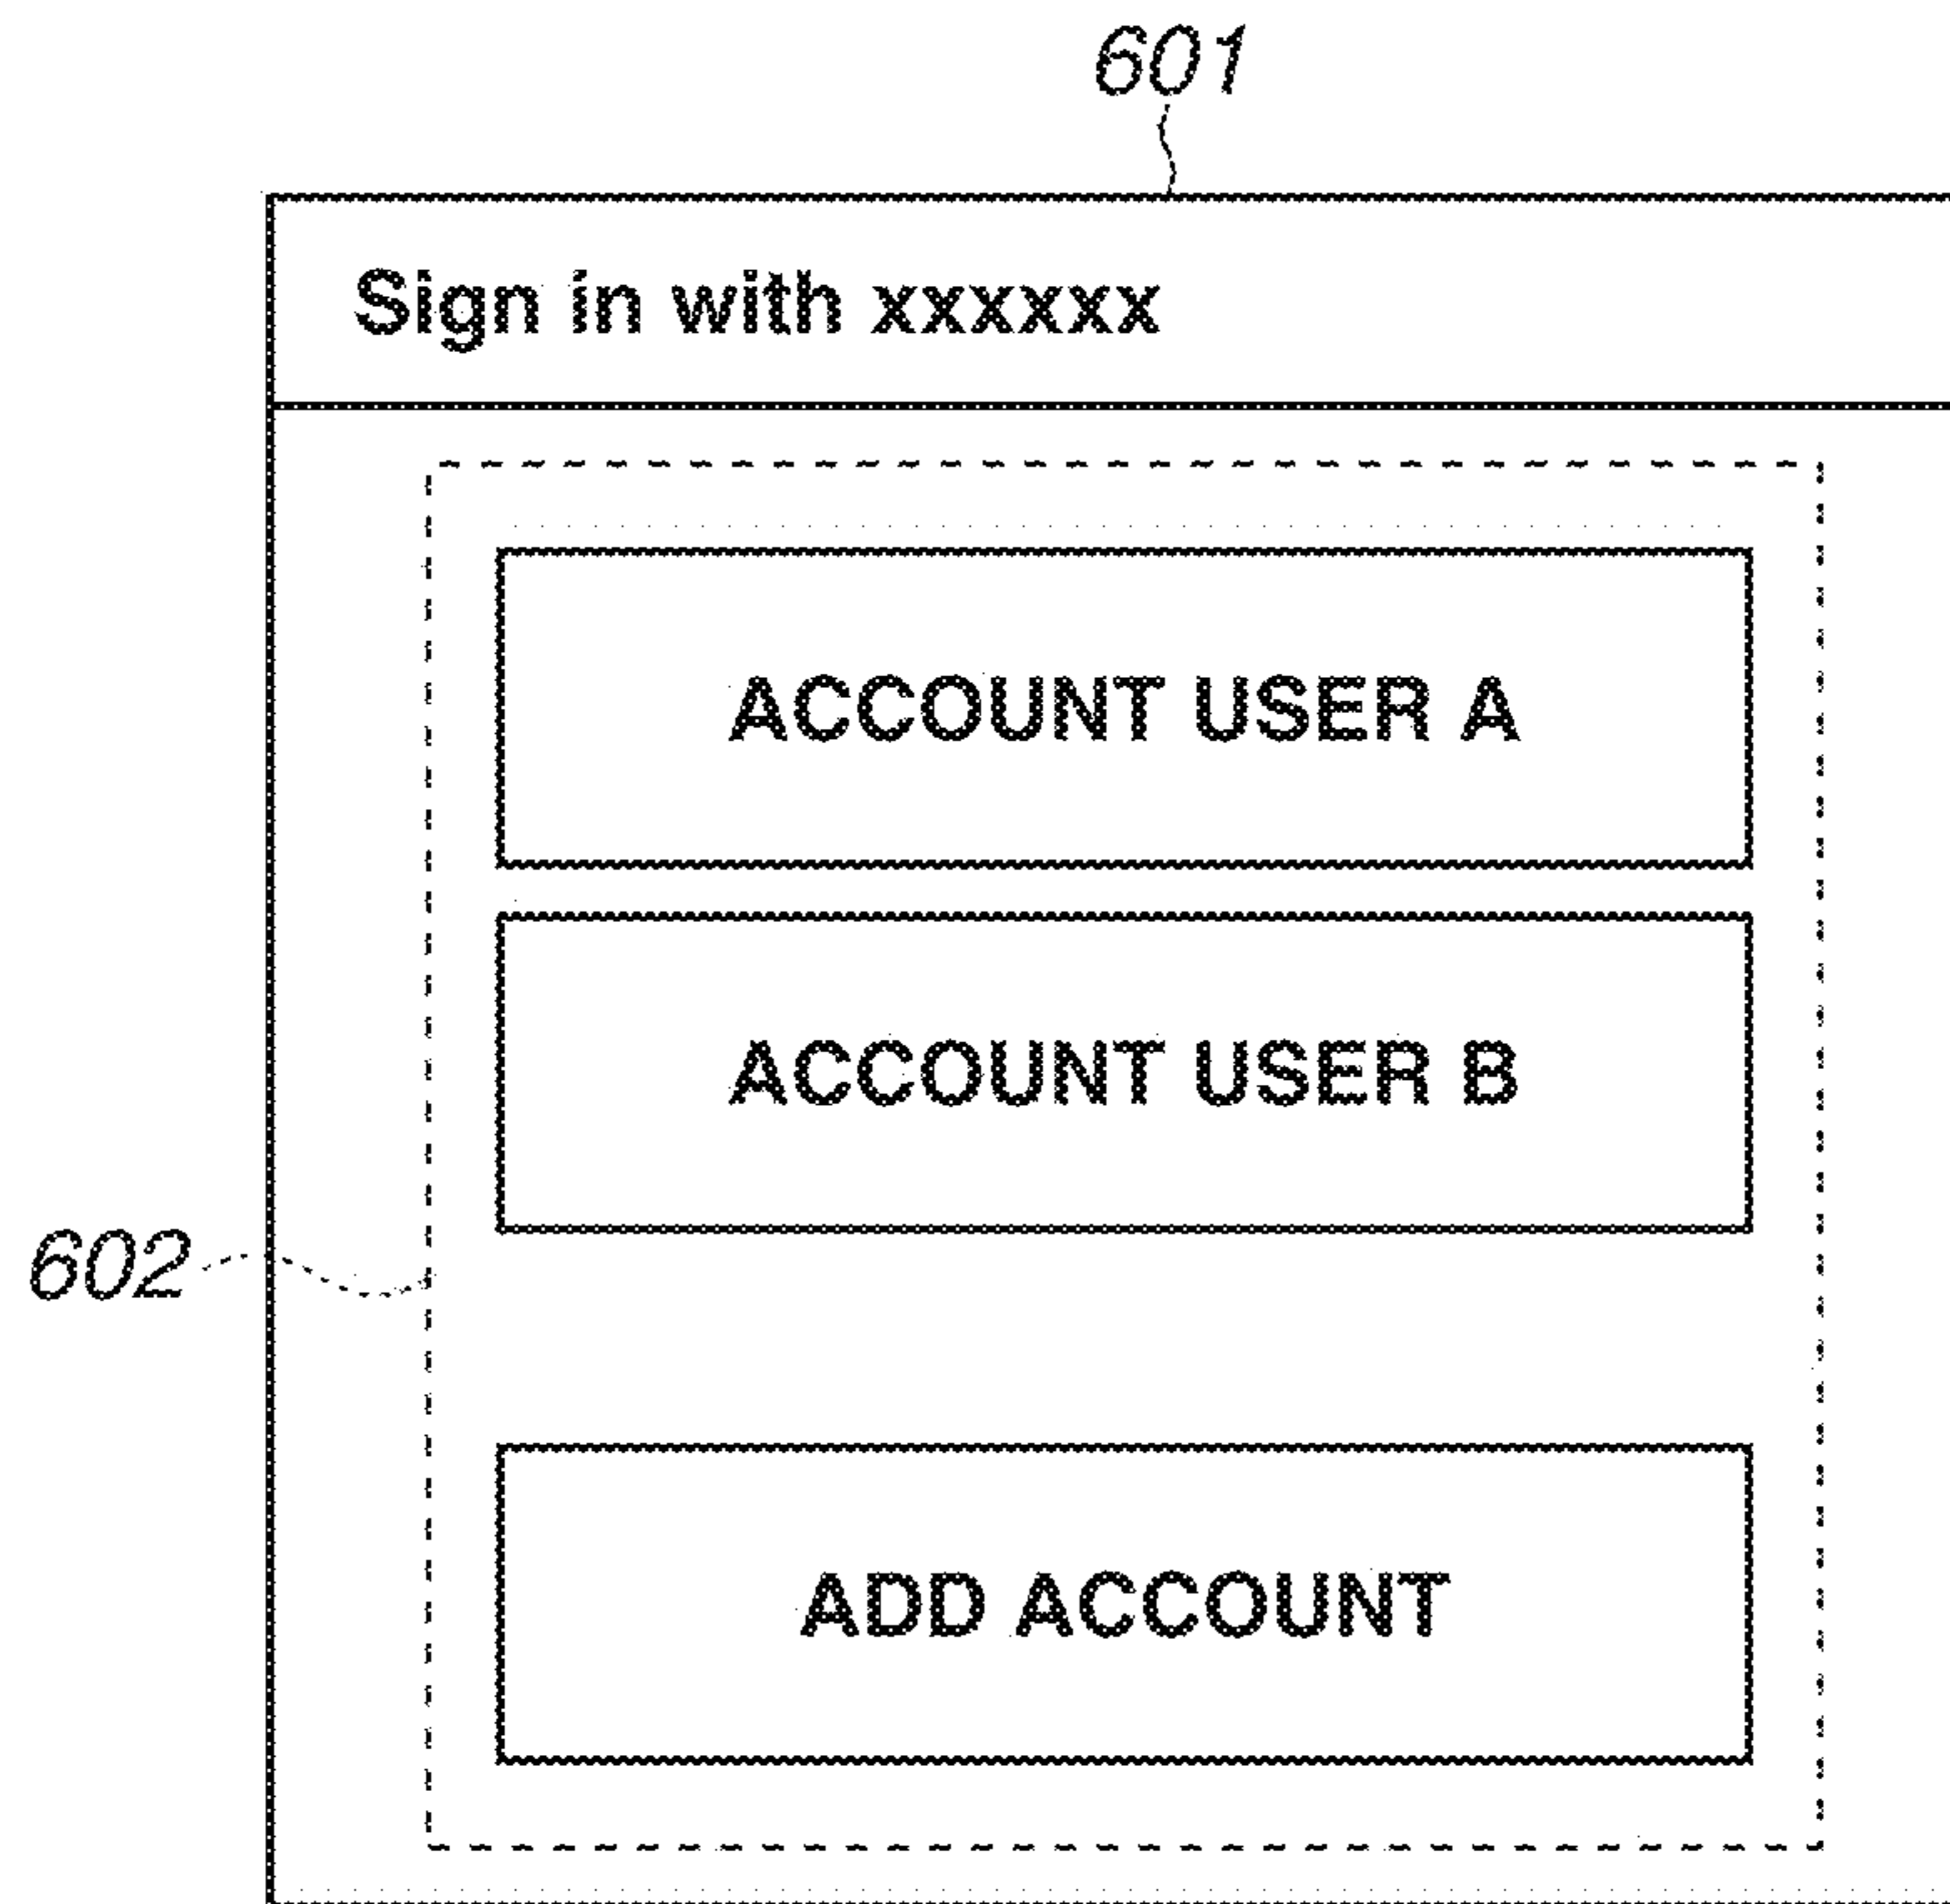 601
Sign in with xxxxxx
ACCOUNT USER A
ACCOUNT USER B
602
ADD ACCOUNT